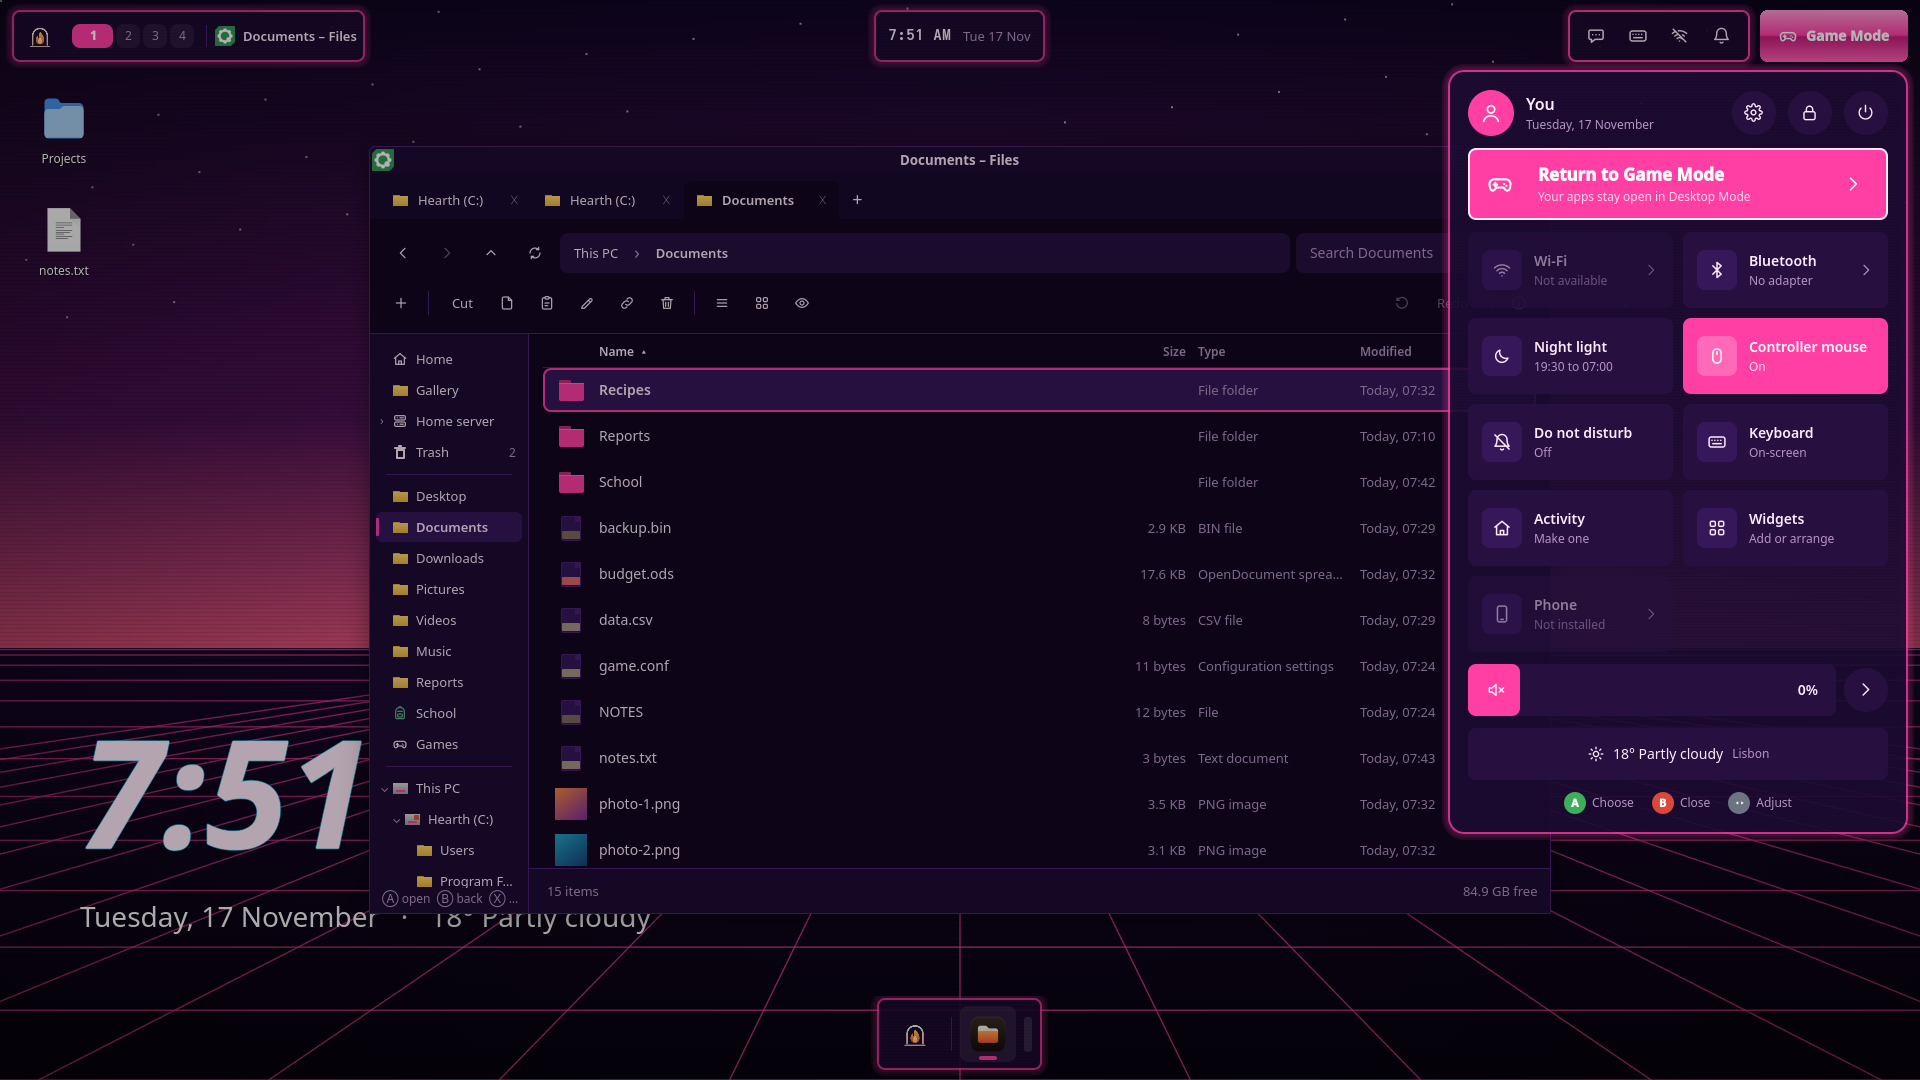 1 2 3 4 Documents – Files
7:51 AM Tue 17 Nov
Game Mode
Projects
notes.txt
7:51
Tuesday, 17 November · 18° Partly cloudy
Documents – Files
Hearth (C:) X Hearth (C:) X Documents X +
This PC › Documents
Search Documents
Cut
Home
Gallery
Home server
Trash 2
Desktop
Documents
Downloads
Pictures
Videos
Music
Reports
School
Games
This PC
Hearth (C:)
Users
Program F...
A open B back X ...
Name Size Type Modified
Recipes File folder Today, 07:32
Reports File folder Today, 07:10
School File folder Today, 07:42
backup.bin 2.9 KB BIN file Today, 07:29
budget.ods 17.6 KB OpenDocument sprea... Today, 07:32
data.csv 8 bytes CSV file Today, 07:29
game.conf 11 bytes Configuration settings Today, 07:24
NOTES 12 bytes File Today, 07:24
notes.txt 3 bytes Text document Today, 07:43
photo-1.png 3.5 KB PNG image Today, 07:32
photo-2.png 3.1 KB PNG image Today, 07:32
15 items 84.9 GB free
You
Tuesday, 17 November
Return to Game Mode
Your apps stay open in Desktop Mode
Wi-Fi
Not available
Bluetooth
No adapter
Night light
19:30 to 07:00
Controller mouse
On
Do not disturb
Off
Keyboard
On-screen
Activity
Make one
Widgets
Add or arrange
Phone
Not installed
0%
18° Partly cloudy Lisbon
A Choose B Close Adjust